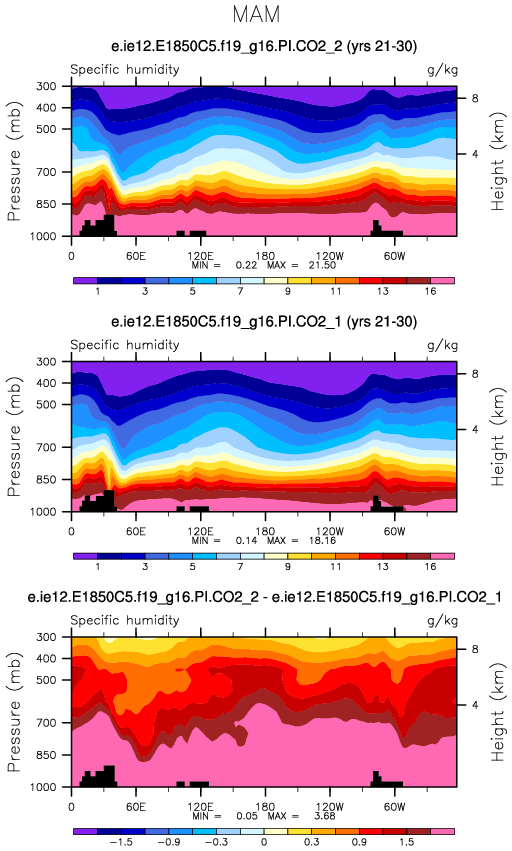 MAM
e.ie12.E1850C5.f19_g16.PI.CO2_2 (yrs 21-30)
Specific humidity g/kg
300
400
500
700
850
1000
Pressure (mb)
8
4
Height (km)
0 60E 120E 180 120W 60W
MIN = 0.22 MAX = 21.50
1 3 5 7 9 11 13 16
e.ie12.E1850C5.f19_g16.PI.CO2_1 (yrs 21-30)
Specific humidity g/kg
300
400
500
700
850
1000
Pressure (mb)
8
4
Height (km)
0 60E 120E 180 120W 60W
MIN = 0.14 MAX = 18.16
1 3 5 7 9 11 13 16
e.ie12.E1850C5.f19_g16.PI.CO2_2 - e.ie12.E1850C5.f19_g16.PI.CO2_1
Specific humidity g/kg
300
400
500
700
850
1000
Pressure (mb)
8
4
Height (km)
0 60E 120E 180 120W 60W
MIN = 0.05 MAX = 3.68
-1.5 -0.9 -0.3 0 0.3 0.9 1.5